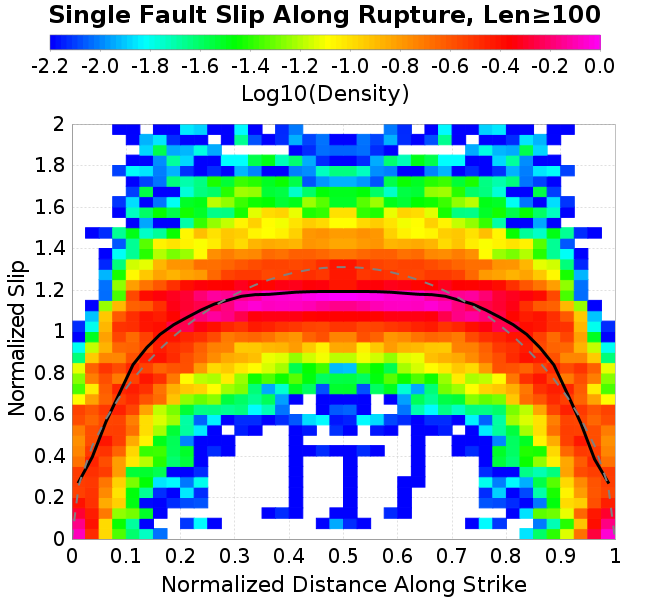 Single Fault Slip Along Rupture, Len≥100
-2.2 -2.0 -1.8 -1.6 -1.4 -1.2 -1.0 -0.8 -0.6 -0.4 -0.2 0.0
Log10(Density)
2
1.8
1.6
1.4
1.2
1
0.8
0.6
0.4
0.2
0
Normalized Slip
0 0.1 0.2 0.3 0.4 0.5 0.6 0.7 0.8 0.9 1
Normalized Distance Along Strike